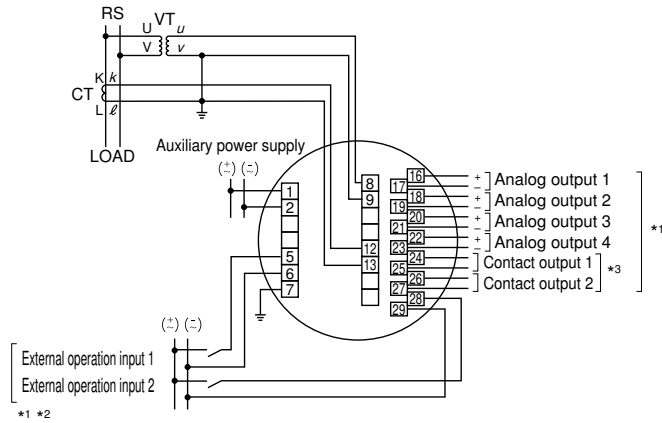 RS
VT
U u
V v
K k
CT
L ℓ
LOAD
Auxiliary power supply
(+∼) (−∼)
1
2
5
6
7
8
9
12
13
16
17
18
19
20
21
22
23
24
25
26
27
28
29
+ − Analog output 1
+ − Analog output 2
+ − Analog output 3
+ − Analog output 4
Contact output 1
Contact output 2
*3
*1
(+∼) (−∼)
External operation input 1
External operation input 2
*1 *2